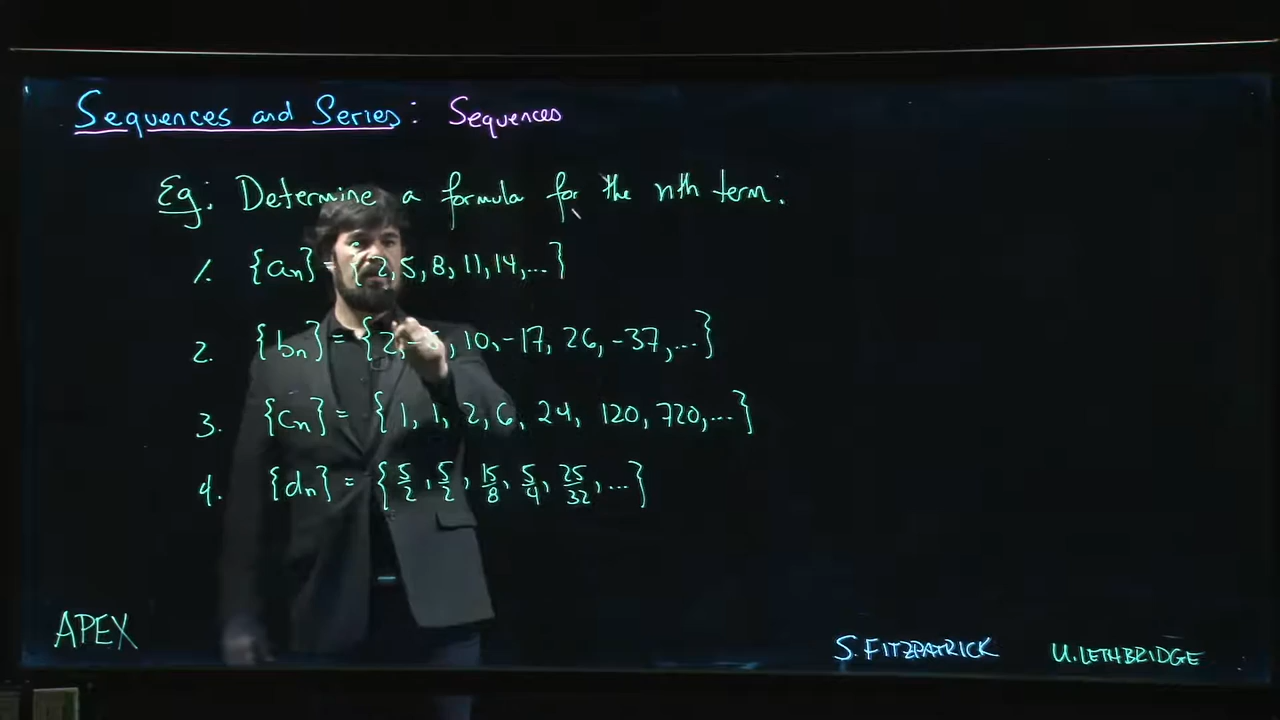 Sequences and Series: Sequences
Eg: Determine a formula for the nth term:
1. {an} = {2, 5, 8, 11, 14, ...}
2. {bn} = {2, -5, 10, -17, 26, -37, ...}
3. {cn} = {1, 1, 2, 6, 24, 120, 720, ...}
4. {dn} = {5/2, 5/2, 15/8, 5/4, 25/32, ...}
APEX
S. FITZPATRICK
U. LETHBRIDGE